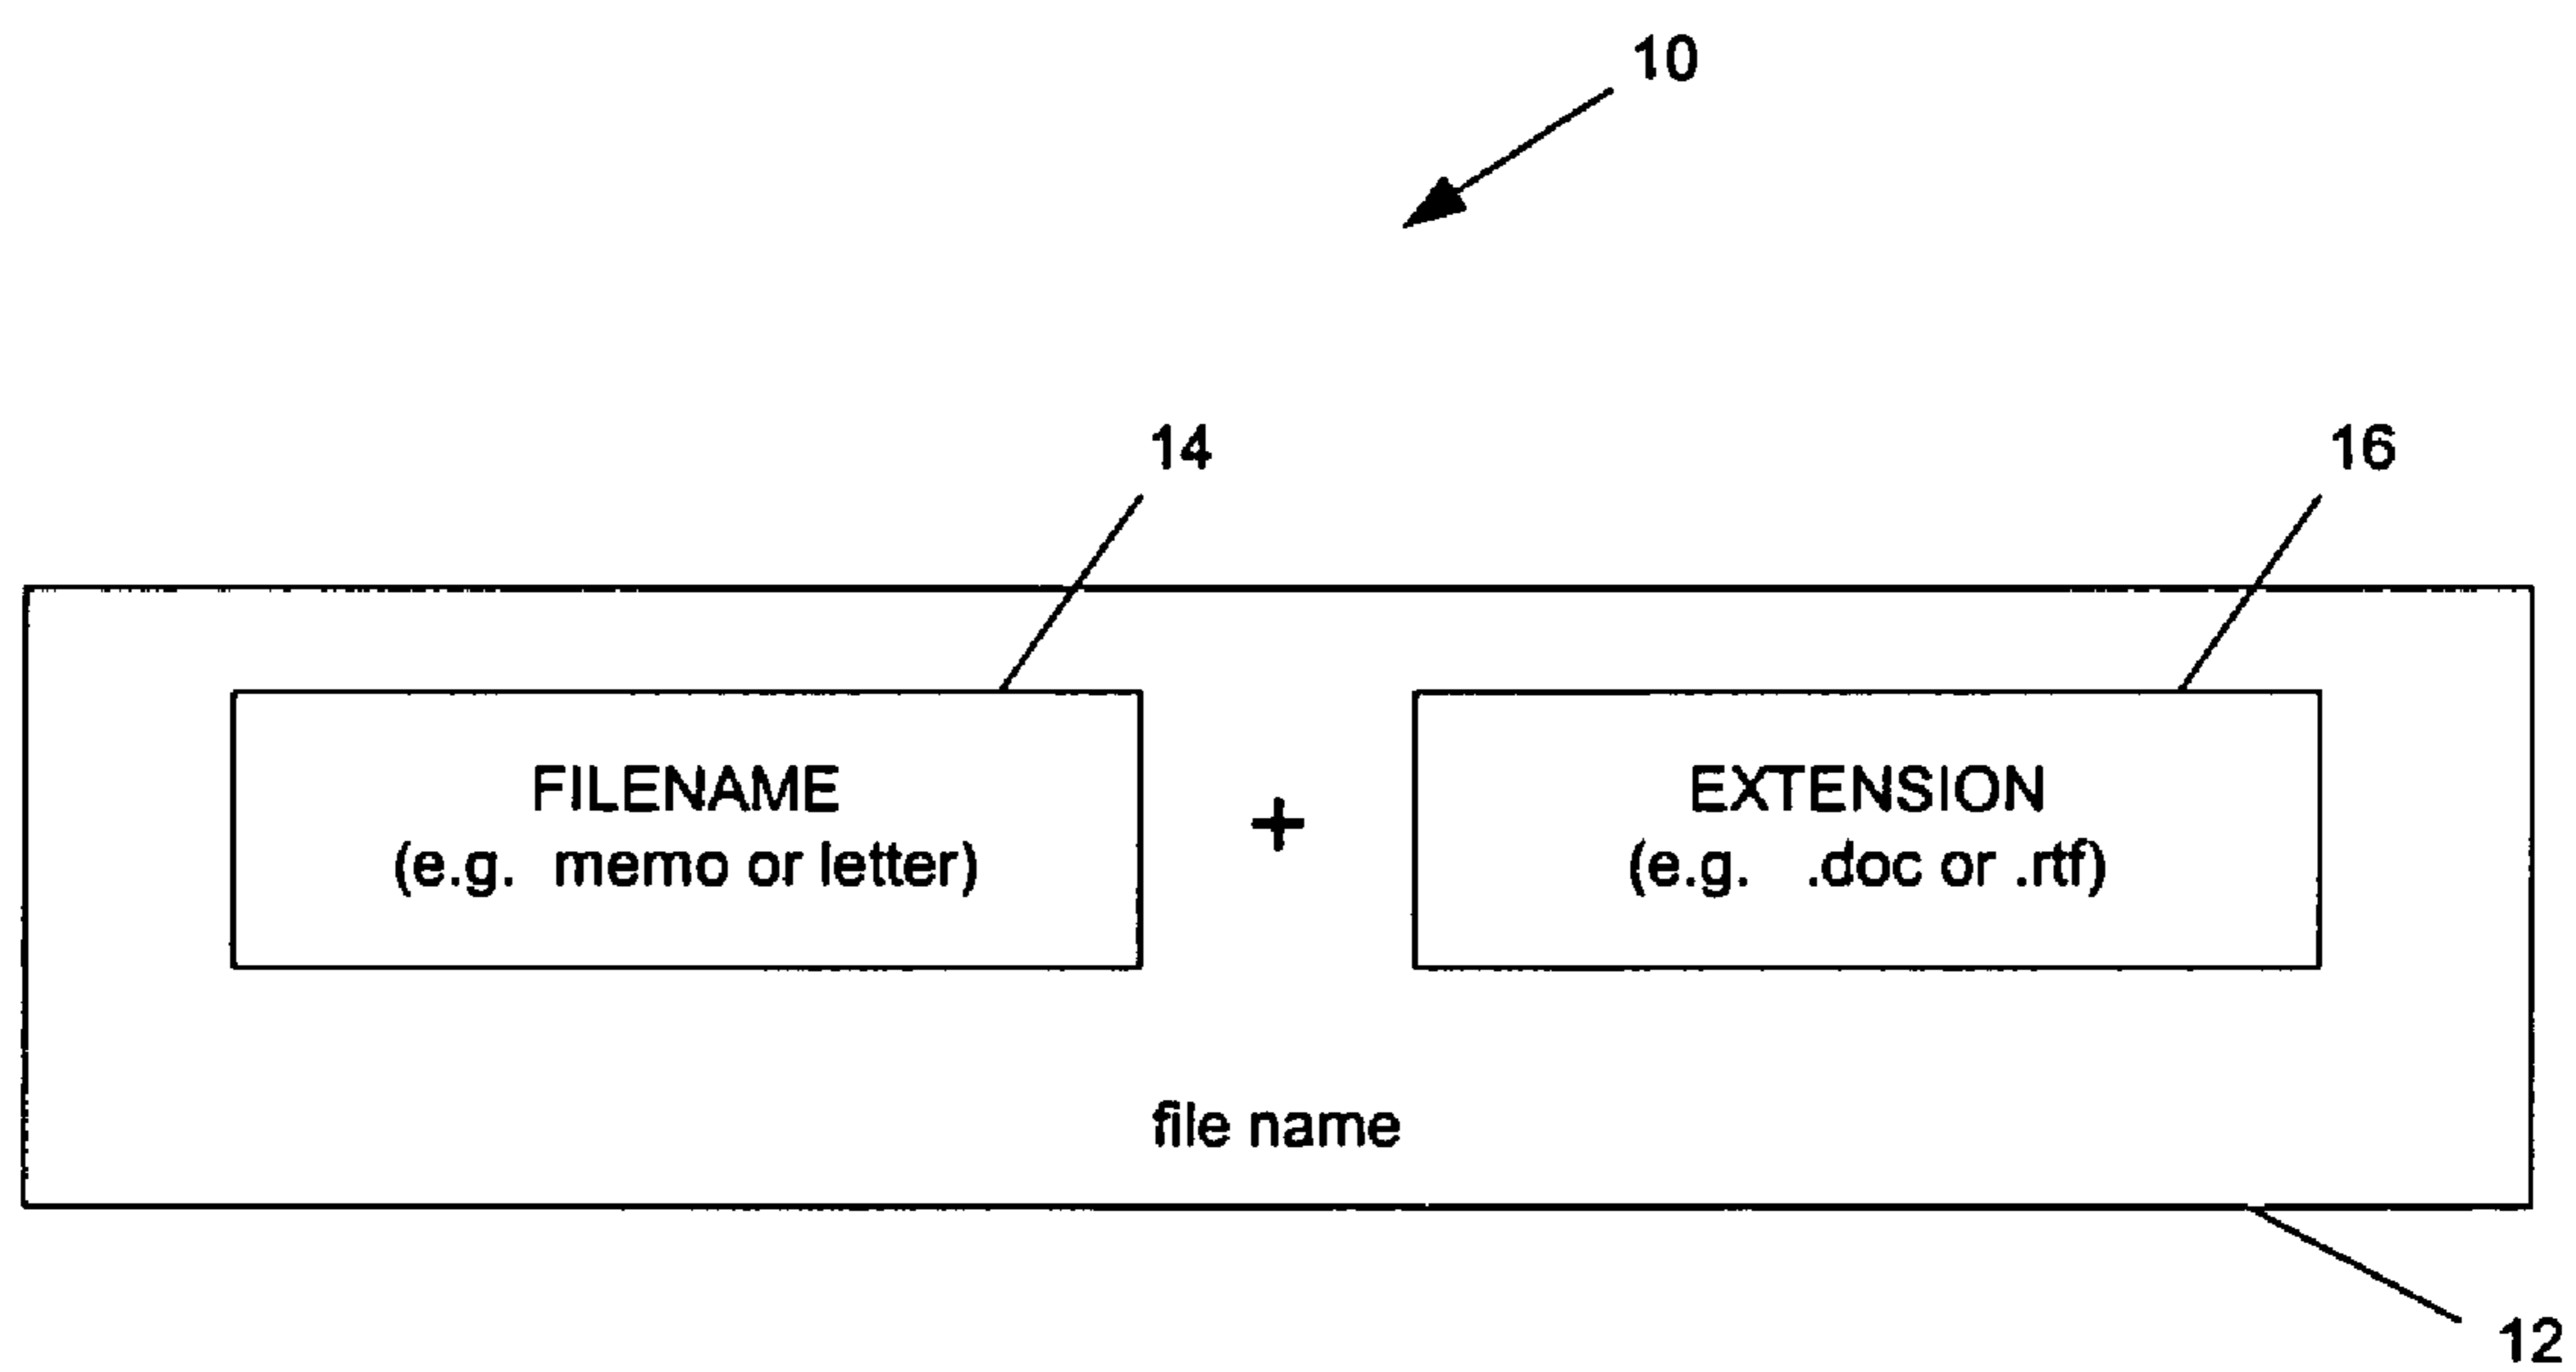 10
14
16
FILENAME
(e.g. memo or letter)
+
EXTENSION
(e.g. .doc or .rtf)
file name
12